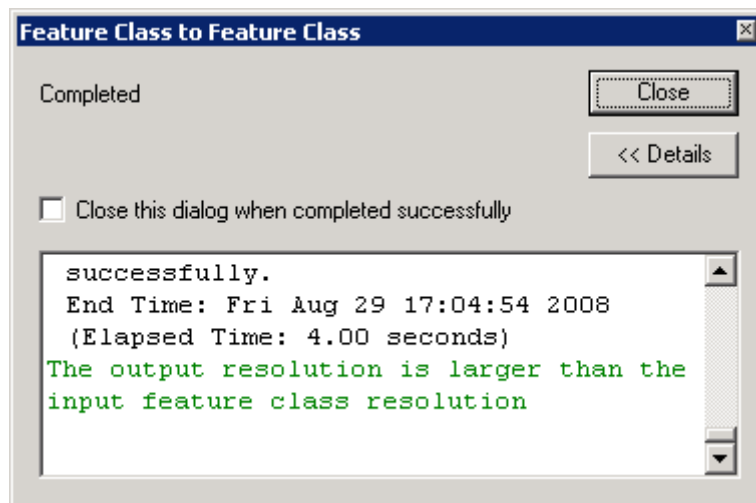 Feature Class to Feature Class
Completed
Close
<< Details
Close this dialog when completed successfully
successfully.
End Time: Fri Aug 29 17:04:54 2008
(Elapsed Time: 4.00 seconds)
The output resolution is larger than the
input feature class resolution